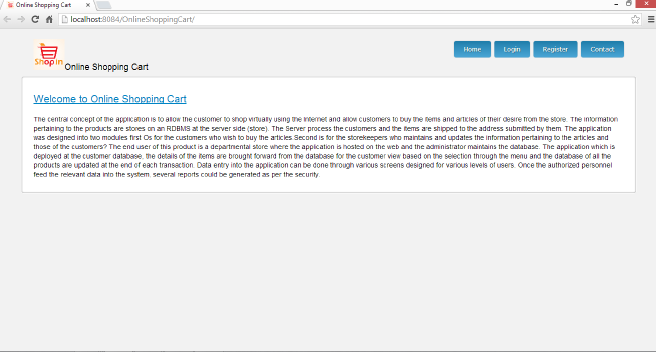 Online Shopping Cart
localhost:8084/OnlineShoppingCart/
Shop in
Online Shopping Cart
Home Login Register Contact
Welcome to Online Shopping Cart
The central concept of the application is to allow the customer to shop virtually using the Internet and allow customers to buy the items and articles of their desire from the store. The information
pertaining to the products are stores on an RDBMS at the server side (store). The Server process the customers and the items are shipped to the address submitted by them. The application
was designed into two modules first Os for the customers who wish to buy the articles Second is for the storekeepers who maintains and updates the information pertaining to the articles and
those of the customers? The end user of this product is a departmental store where the application is hosted on the web and the administrator maintains the database. The application which is
deployed at the customer database, the details of the items are brought forward from the database for the customer view based on the selection through the menu and the database of all the
products are updated at the end of each transaction. Data entry into the application can be done through various screens designed for various levels of users. Once the authorized personnel
feed the relevant data into the system, several reports could be generated as per the security.